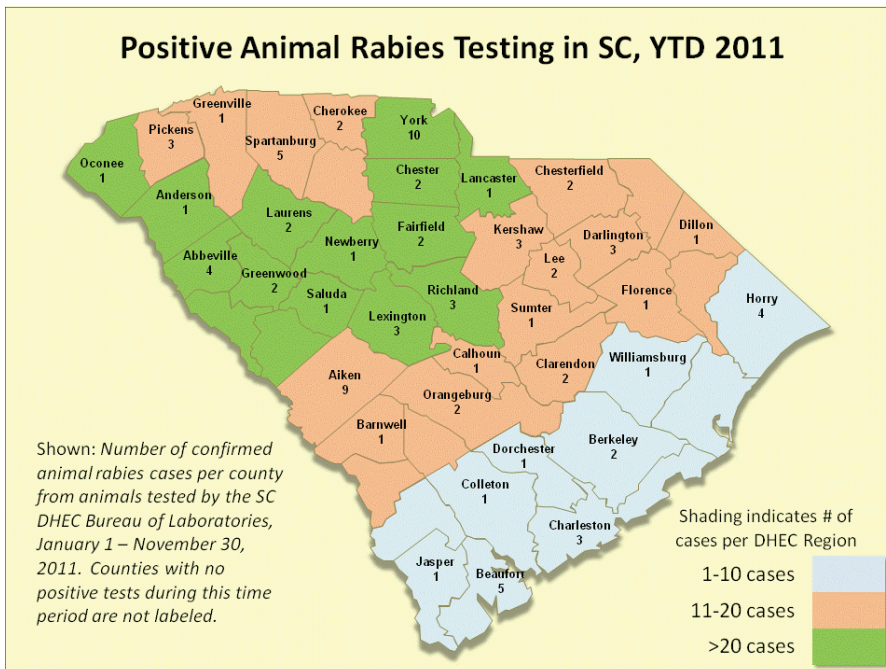 Positive Animal Rabies Testing in SC, YTD 2011
Greenville
1
Cherokee
2
York
10
Pickens
3
Spartanburg
5
Oconee
1
Chester
2
Lancaster
1
Chesterfield
2
Anderson
1
Laurens
2
Fairfield
2
Kershaw
3
Darlington
3
Dillon
1
Newberry
1
Abbeville
4
Greenwood
2
Lee
2
Saluda
1
Richland
3
Florence
1
Horry
4
Lexington
3
Sumter
1
Calhoun
1
Williamsburg
1
Aiken
9
Clarendon
2
Orangeburg
2
Barnwell
1
Berkeley
2
Dorchester
1
Colleton
1
Charleston
3
Jasper
1
Beaufort
5
Shown: Number of confirmed
animal rabies cases per county
from animals tested by the SC
DHEC Bureau of Laboratories,
January 1 – November 30,
2011. Counties with no
positive tests during this time
period are not labeled.
Shading indicates # of
cases per DHEC Region
1-10 cases
11-20 cases
>20 cases